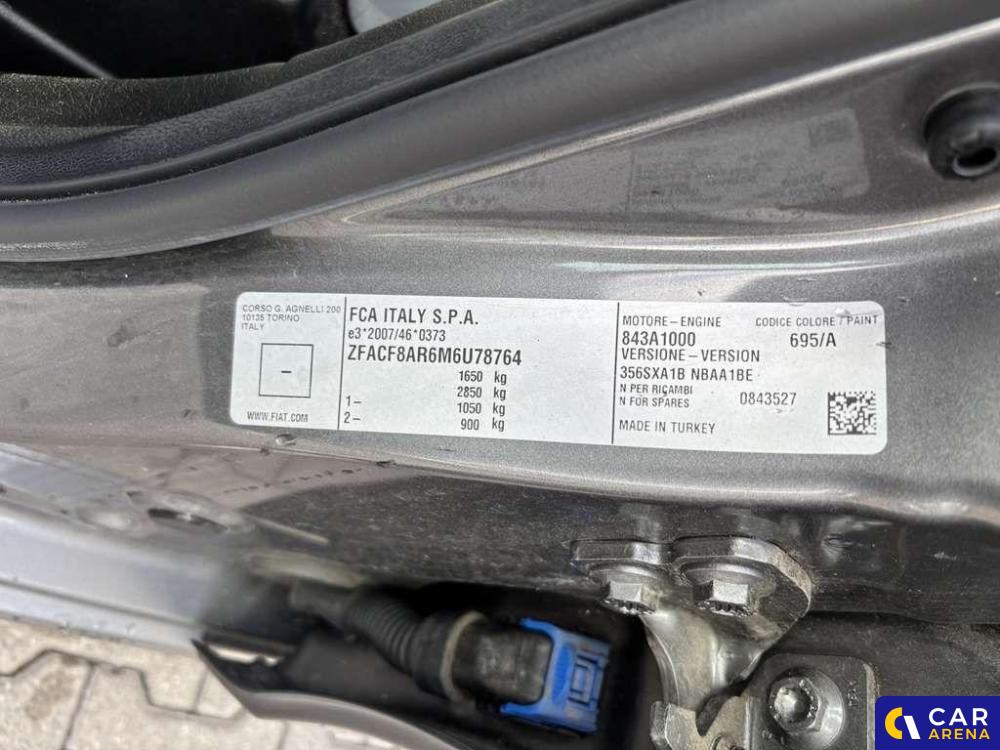 CORSO G. AGNELLI 200
10135 TORINO
ITALY
-
WWW.FIAT.COM
FCA ITALY S.P.A.
e3*2007/46*0373
ZFACF8AR6M6U78764
1650 kg
2850 kg
1- 1050 kg
2- 900 kg
MOTORE-ENGINE CODICE COLORE/PAINT
843A1000 695/A
VERSIONE-VERSION
356SXA1B NBAA1BE
N PER RICAMBI
N FOR SPARES 0843527
MADE IN TURKEY
CAR
ARENA